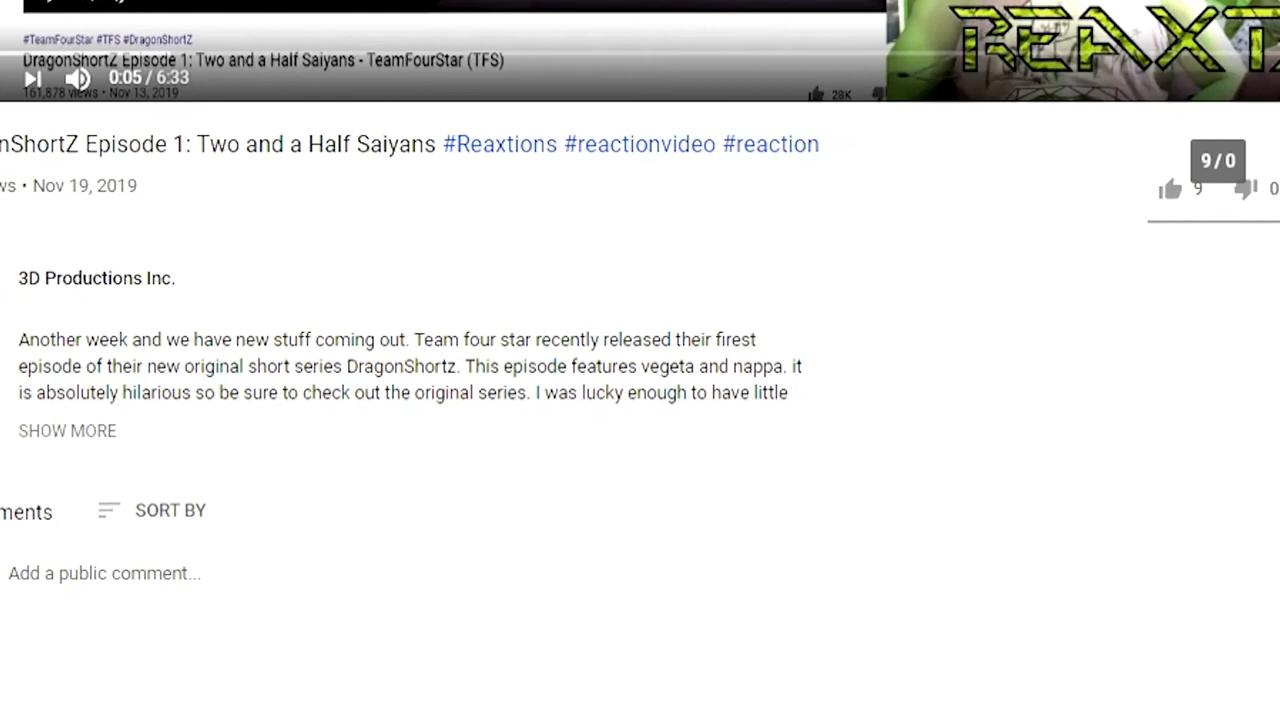 #TeamFourStar #TFS #DragonShortZ
DragonShortZ Episode 1: Two and a Half Saiyans - TeamFourStar (TFS)
0:05 / 6:33
161,878 views • Nov 13, 2019
28K
REAXT
nShortZ Episode 1: Two and a Half Saiyans #Reaxtions #reactionvideo #reaction
9 / 0
ws • Nov 19, 2019
9
0
3D Productions Inc.
Another week and we have new stuff coming out. Team four star recently released their firest
episode of their new original short series DragonShortz. This episode features vegeta and nappa. it
is absolutely hilarious so be sure to check out the original series. I was lucky enough to have little
SHOW MORE
ments
SORT BY
Add a public comment...